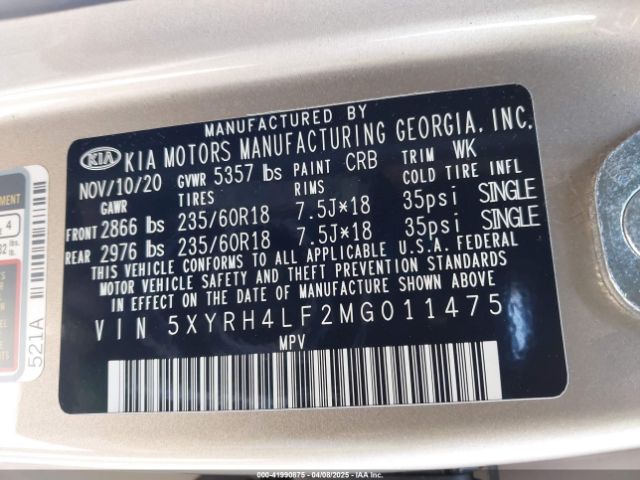 MANUFACTURED BY
KIA KIA MOTORS MANUFACTURING GEORGIA, INC.
NOV/10/20 GVWR 5357 lbs PAINT CRB TRIM WK
GAWR TIRES RIMS COLD TIRE INFL
FRONT 2866 lbs 235/60R18 7.5J*18 35psi SINGLE
REAR 2976 lbs 235/60R18 7.5J*18 35psi SINGLE
THIS VEHICLE CONFORMS TO ALL APPLICABLE U.S.A. FEDERAL
MOTOR VEHICLE SAFETY AND THEFT PREVENTION STANDARDS
IN EFFECT ON THE DATE OF MANUFACTURE SHOWN ABOVE.
VIN 5XYRH4LF2MG011475
MPV
4
lbs.
521A
000-41990875 04/08/2025 IAA Inc.